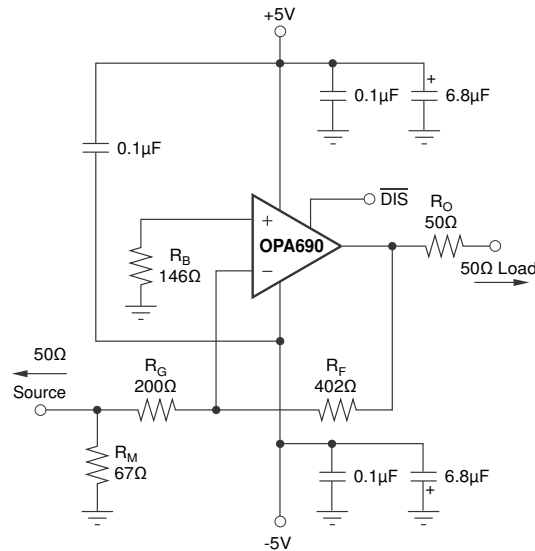 +5V
+
0.1µF
6.8µF
0.1µF
DIS
+
OPA690
−
R_O
50Ω
R_B
146Ω
50Ω Load
50Ω
Source
R_G
200Ω
R_F
402Ω
R_M
67Ω
0.1µF
6.8µF
+
-5V